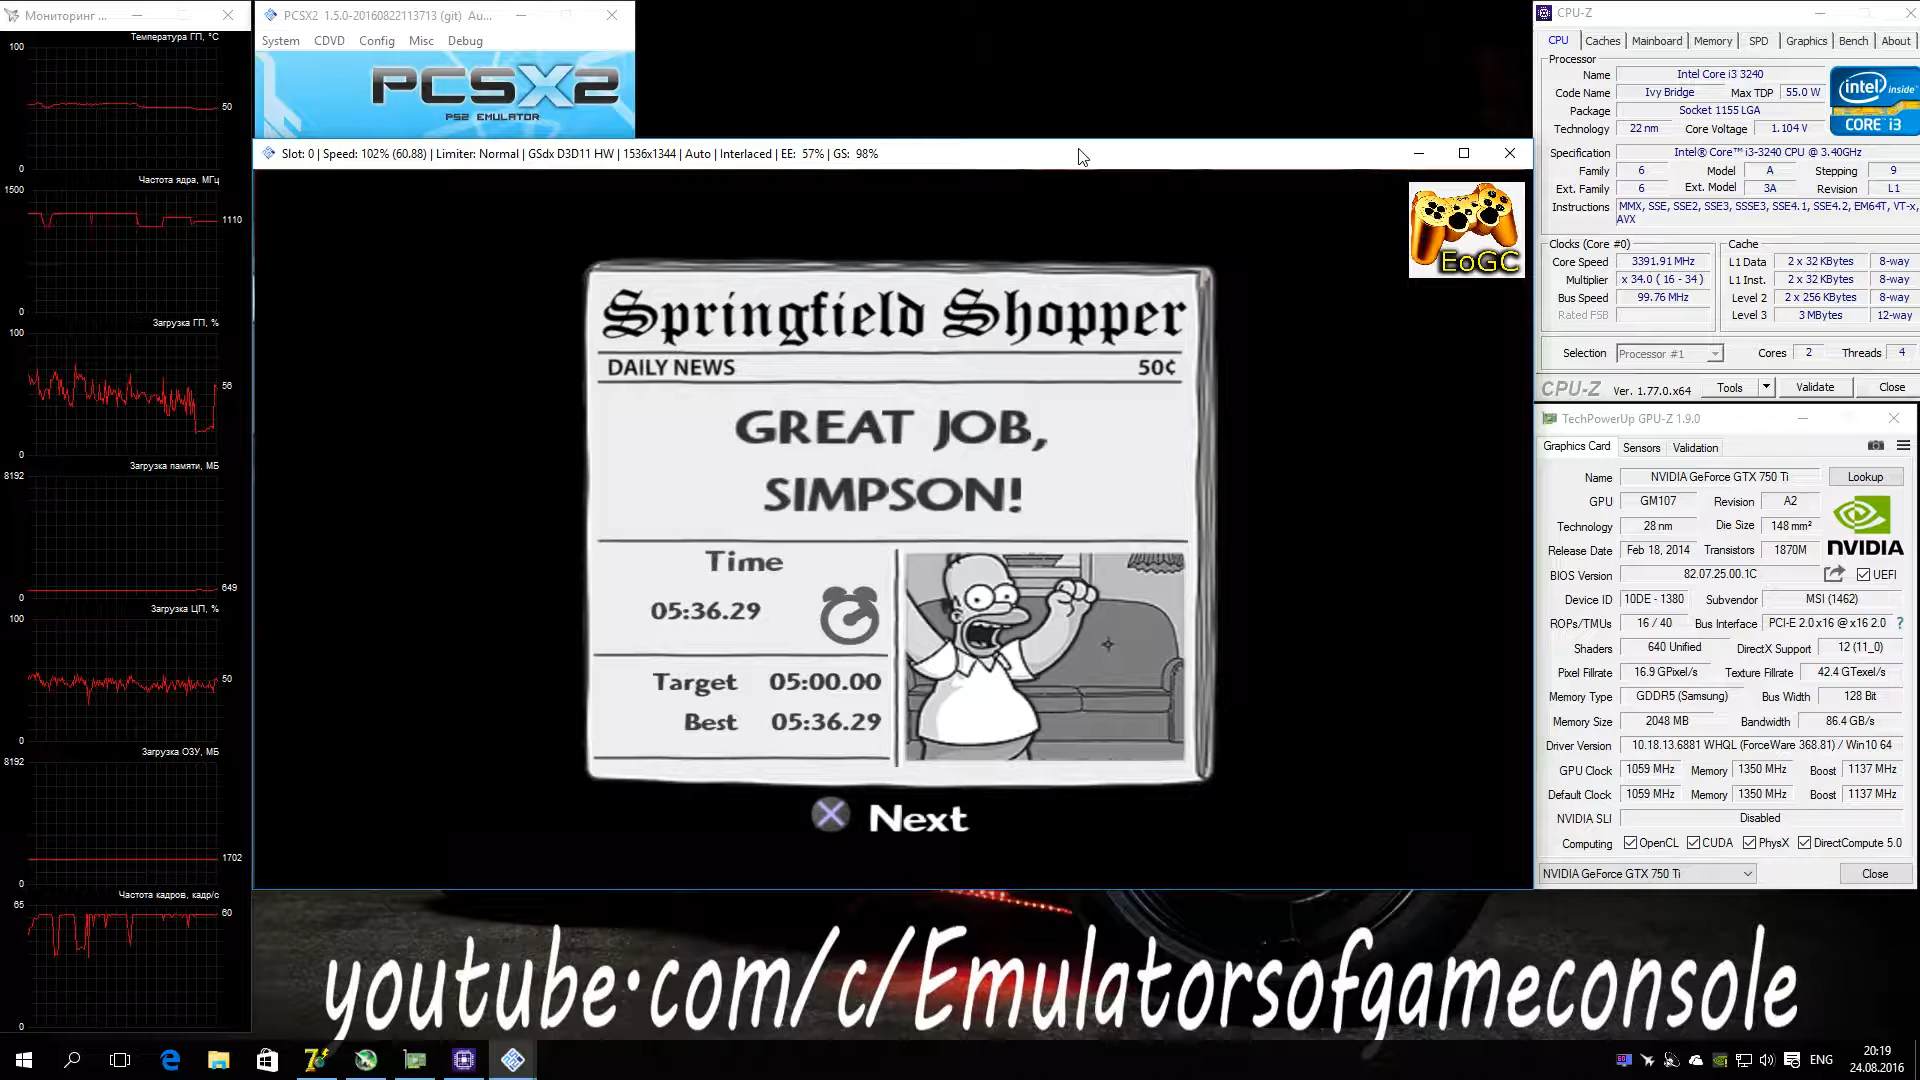 Мониторинг ...
Температура ГП, °C
100
50
0
Частота ядра, МГц
1500
1110
0
Загрузка ГП, %
100
56
0
Загрузка памяти, МБ
8192
649
0
Загрузка ЦП, %
100
50
0
Загрузка ОЗУ, МБ
8192
1702
0
Частота кадров, кадр/с
65
60
0
PCSX2 1.5.0-20160822113713 (git) Au...
System CDVD Config Misc Debug
PCSX2
PS2 EMULATOR
Slot: 0 | Speed: 102% (60.88) | Limiter: Normal | GSdx D3D11 HW | 1536x1344 | Auto | Interlaced | EE: 57% | GS: 98%
EoGC
Springfield Shopper
DAILY NEWS 50¢
GREAT JOB,
SIMPSON!
Time
05:36.29
Target 05:00.00
Best 05:36.29
Next
youtube.com/c/Emulatorsofgameconsole
CPU-Z
CPU Caches Mainboard Memory SPD Graphics Bench About
Processor
Name Intel Core i3 3240
Code Name Ivy Bridge Max TDP 55.0 W
Package Socket 1155 LGA
Technology 22 nm Core Voltage 1.104 V
intel inside
CORE i3
Specification Intel® Core™ i3-3240 CPU @ 3.40GHz
Family 6 Model A Stepping 9
Ext. Family 6 Ext. Model 3A Revision L1
Instructions MMX, SSE, SSE2, SSE3, SSSE3, SSE4.1, SSE4.2, EM64T, VT-x,
AVX
Clocks (Core #0) Cache
Core Speed 3391.91 MHz L1 Data 2 x 32 KBytes 8-way
Multiplier x 34.0 ( 16 - 34 ) L1 Inst. 2 x 32 KBytes 8-way
Bus Speed 99.76 MHz Level 2 2 x 256 KBytes 8-way
Rated FSB Level 3 3 MBytes 12-way
Selection Processor #1 Cores 2 Threads 4
CPU-Z Ver. 1.77.0.x64 Tools Validate Close
TechPowerUp GPU-Z 1.9.0
Graphics Card Sensors Validation
Name NVIDIA GeForce GTX 750 Ti Lookup
GPU GM107 Revision A2
Technology 28 nm Die Size 148 mm²
Release Date Feb 18, 2014 Transistors 1870M
NVIDIA
BIOS Version 82.07.25.00.1C UEFI
Device ID 10DE - 1380 Subvendor MSI (1462)
ROPs/TMUs 16 / 40 Bus Interface PCI-E 2.0 x16 @ x16 2.0 ?
Shaders 640 Unified DirectX Support 12 (11_0)
Pixel Fillrate 16.9 GPixel/s Texture Fillrate 42.4 GTexel/s
Memory Type GDDR5 (Samsung) Bus Width 128 Bit
Memory Size 2048 MB Bandwidth 86.4 GB/s
Driver Version 10.18.13.6881 WHQL (ForceWare 368.81) / Win10 64
GPU Clock 1059 MHz Memory 1350 MHz Boost 1137 MHz
Default Clock 1059 MHz Memory 1350 MHz Boost 1137 MHz
NVIDIA SLI Disabled
Computing OpenCL CUDA PhysX DirectCompute 5.0
NVIDIA GeForce GTX 750 Ti Close
ENG
20:19
24.08.2016